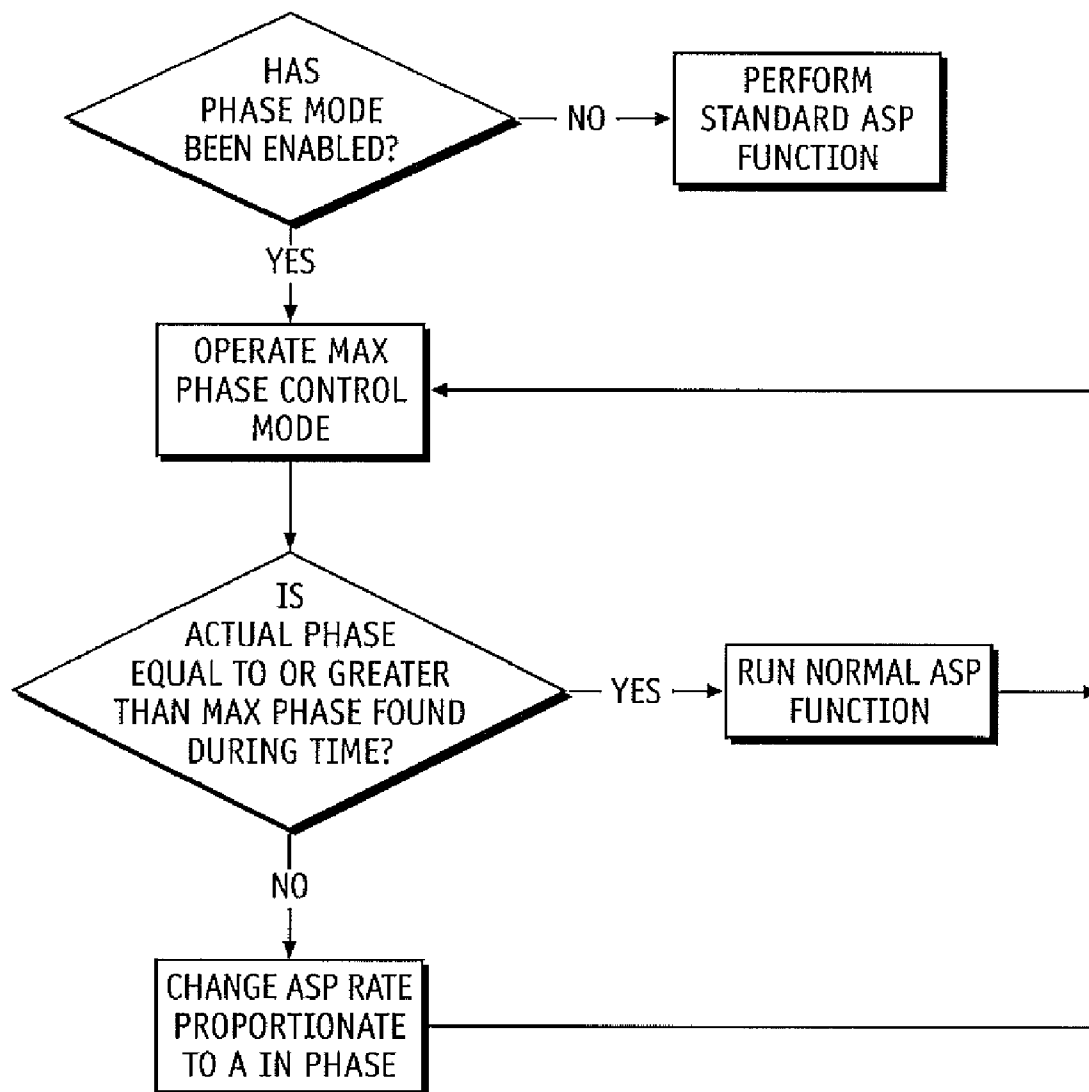 HAS
PHASE MODE
BEEN ENABLED?
NO
PERFORM
STANDARD ASP
FUNCTION
YES
OPERATE MAX
PHASE CONTROL
MODE
IS
ACTUAL PHASE
EQUAL TO OR GREATER
THAN MAX PHASE FOUND
DURING TIME?
YES
RUN NORMAL ASP
FUNCTION
NO
CHANGE ASP RATE
PROPORTIONATE
TO A IN PHASE